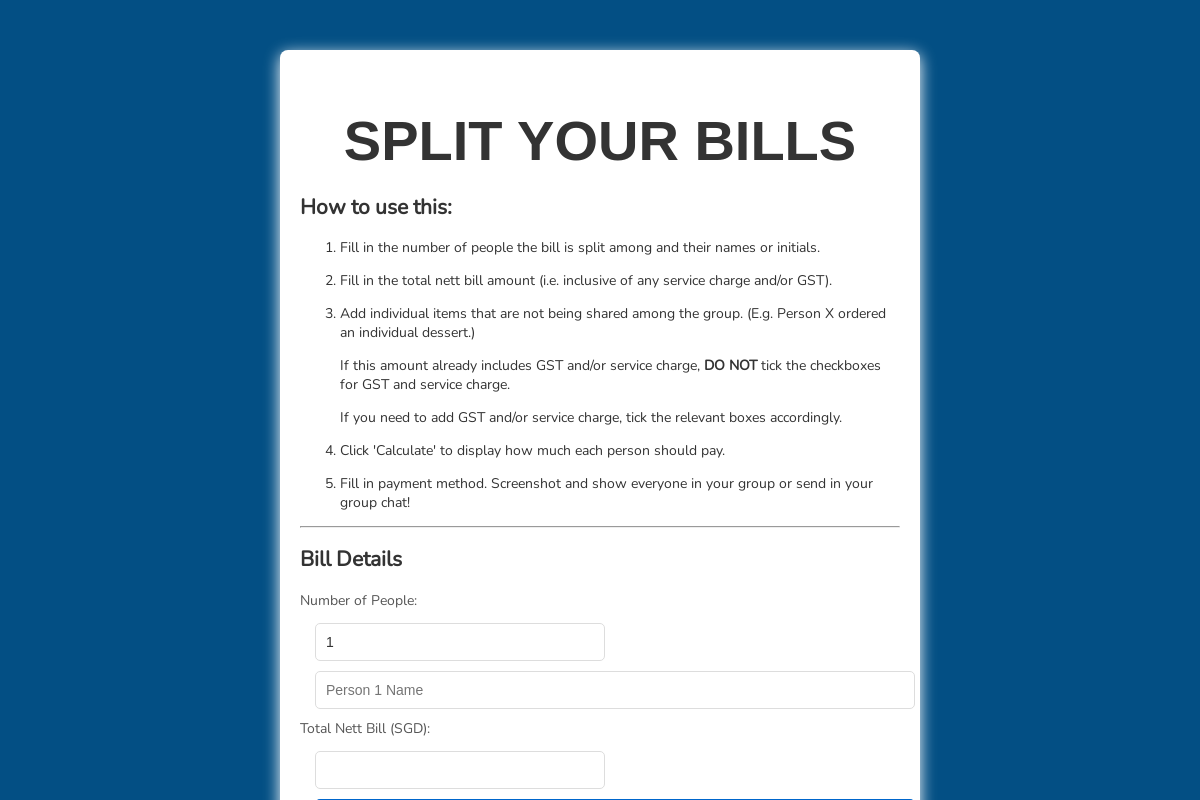 SPLIT YOUR BILLS
How to use this:
1. Fill in the number of people the bill is split among and their names or initials.
2. Fill in the total nett bill amount (i.e. inclusive of any service charge and/or GST).
3. Add individual items that are not being shared among the group. (E.g. Person X ordered
an individual dessert.)
If this amount already includes GST and/or service charge, DO NOT tick the checkboxes
for GST and service charge.
If you need to add GST and/or service charge, tick the relevant boxes accordingly.
4. Click 'Calculate' to display how much each person should pay.
5. Fill in payment method. Screenshot and show everyone in your group or send in your
group chat!
Bill Details
Number of People:
1
Person 1 Name
Total Nett Bill (SGD):